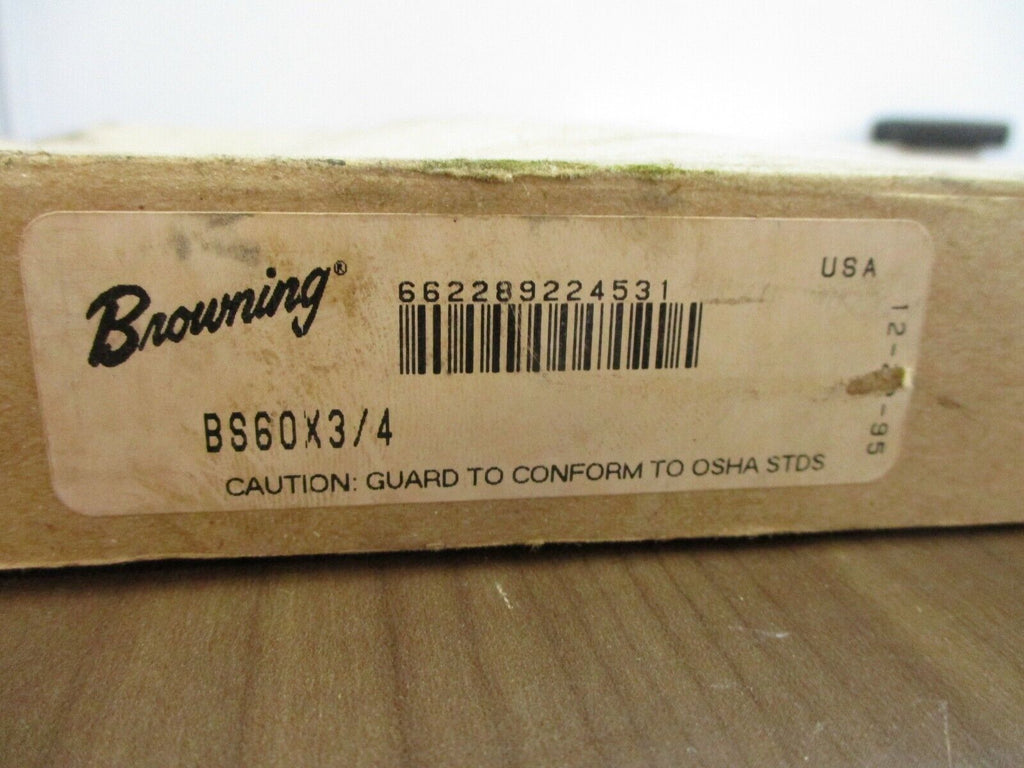 Browning®
662289224531
USA
BS60X3/4
CAUTION: GUARD TO CONFORM TO OSHA STDS